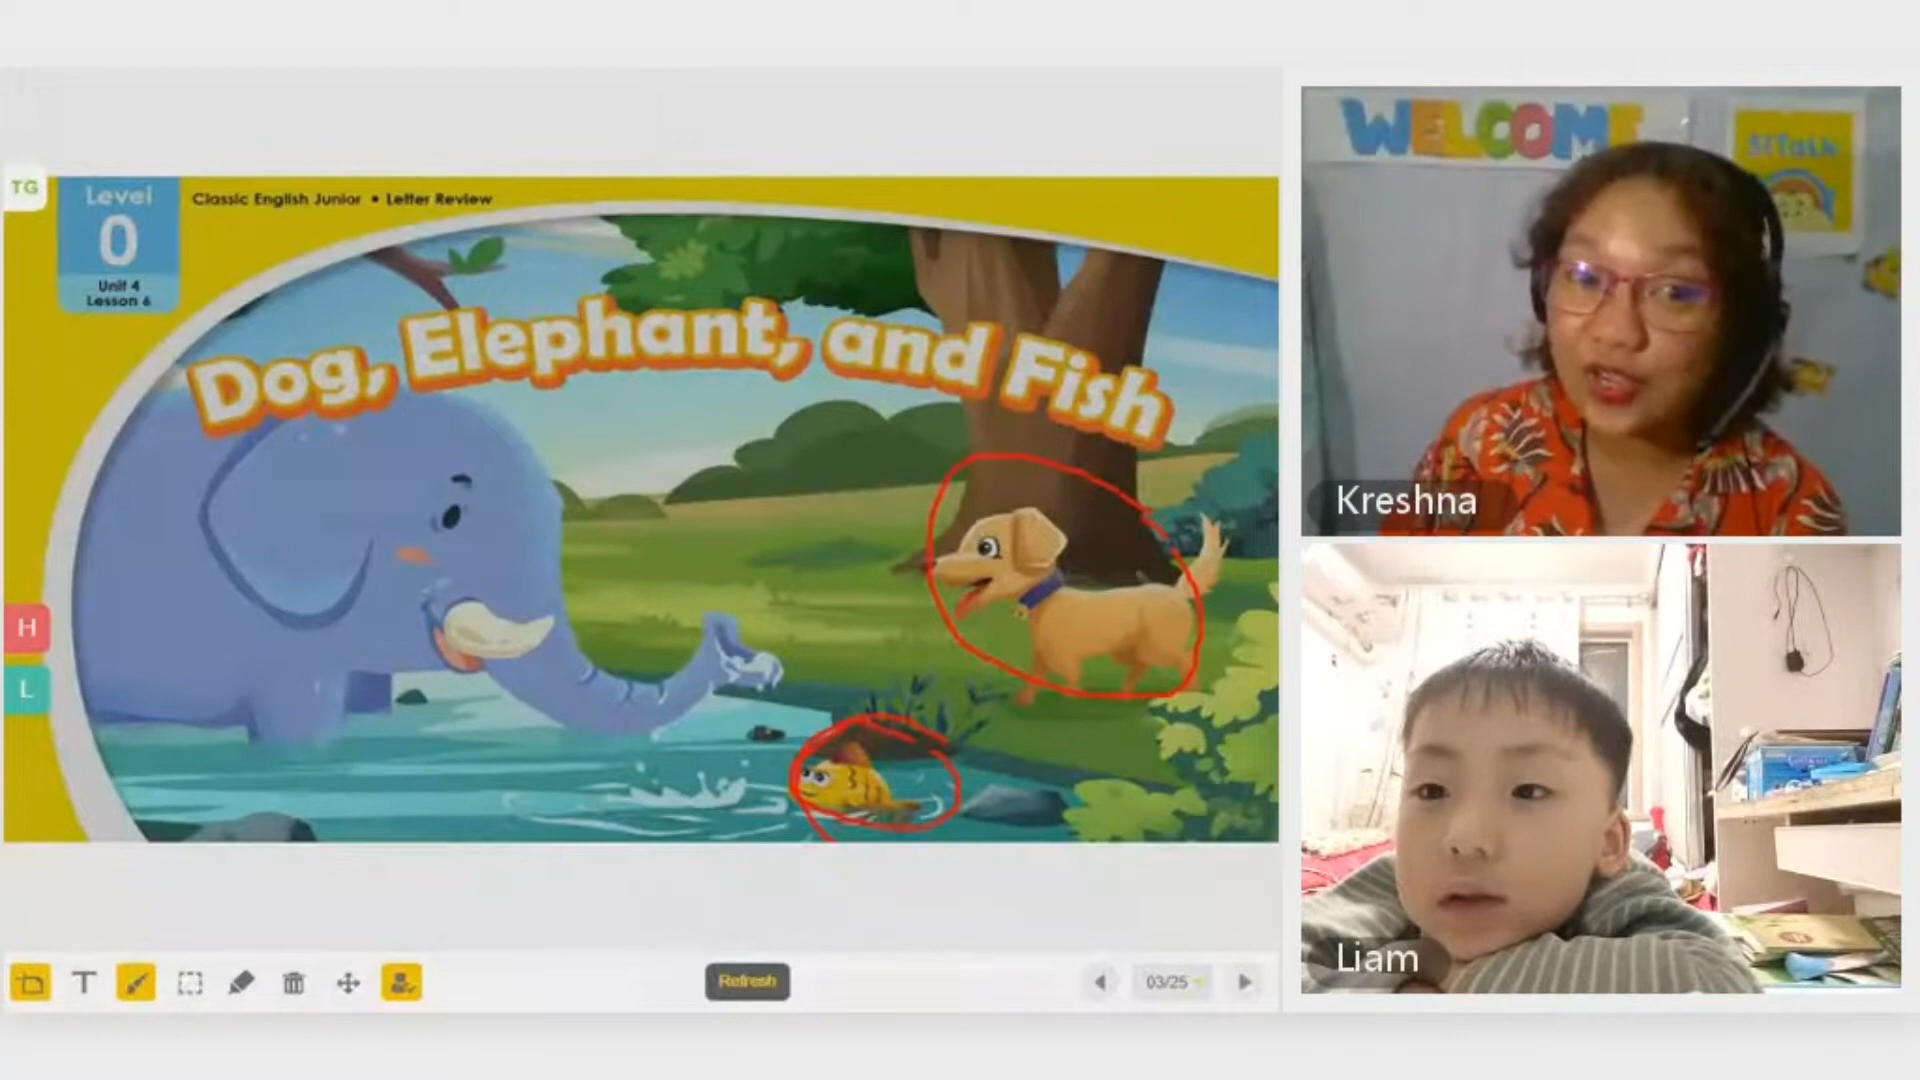 TG
Level
0
Unit 4
Lesson 6
Classic English Junior • Letter Review
Dog, Elephant, and Fish
H
L
T
Refresh
03/25
WELCOME
51Talk
Kreshna
Liam